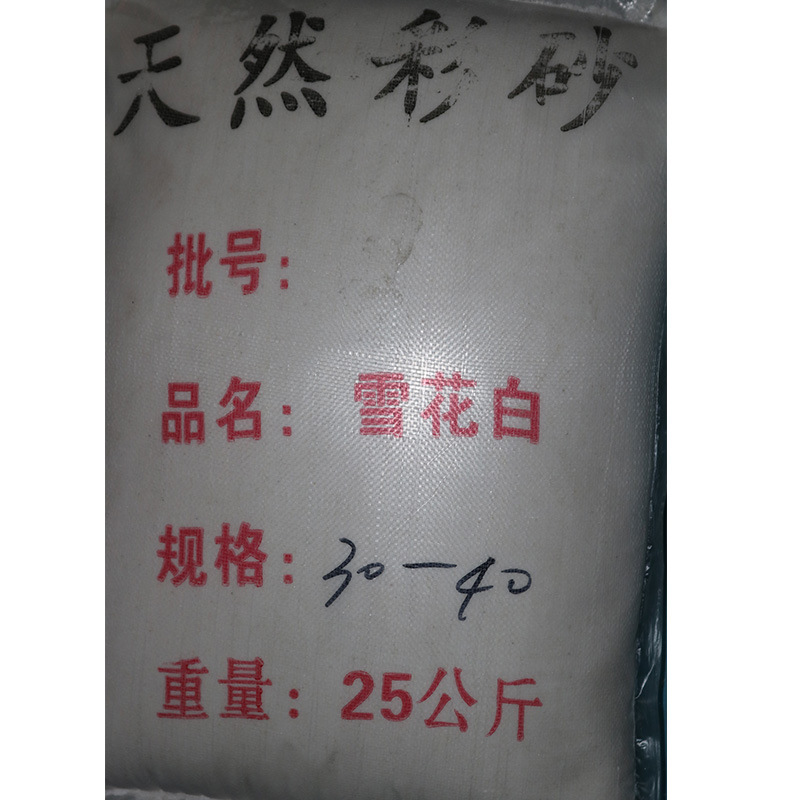 天然彩砂
批号:
品名: 雪花白
规格: 30-40
重量: 25公斤